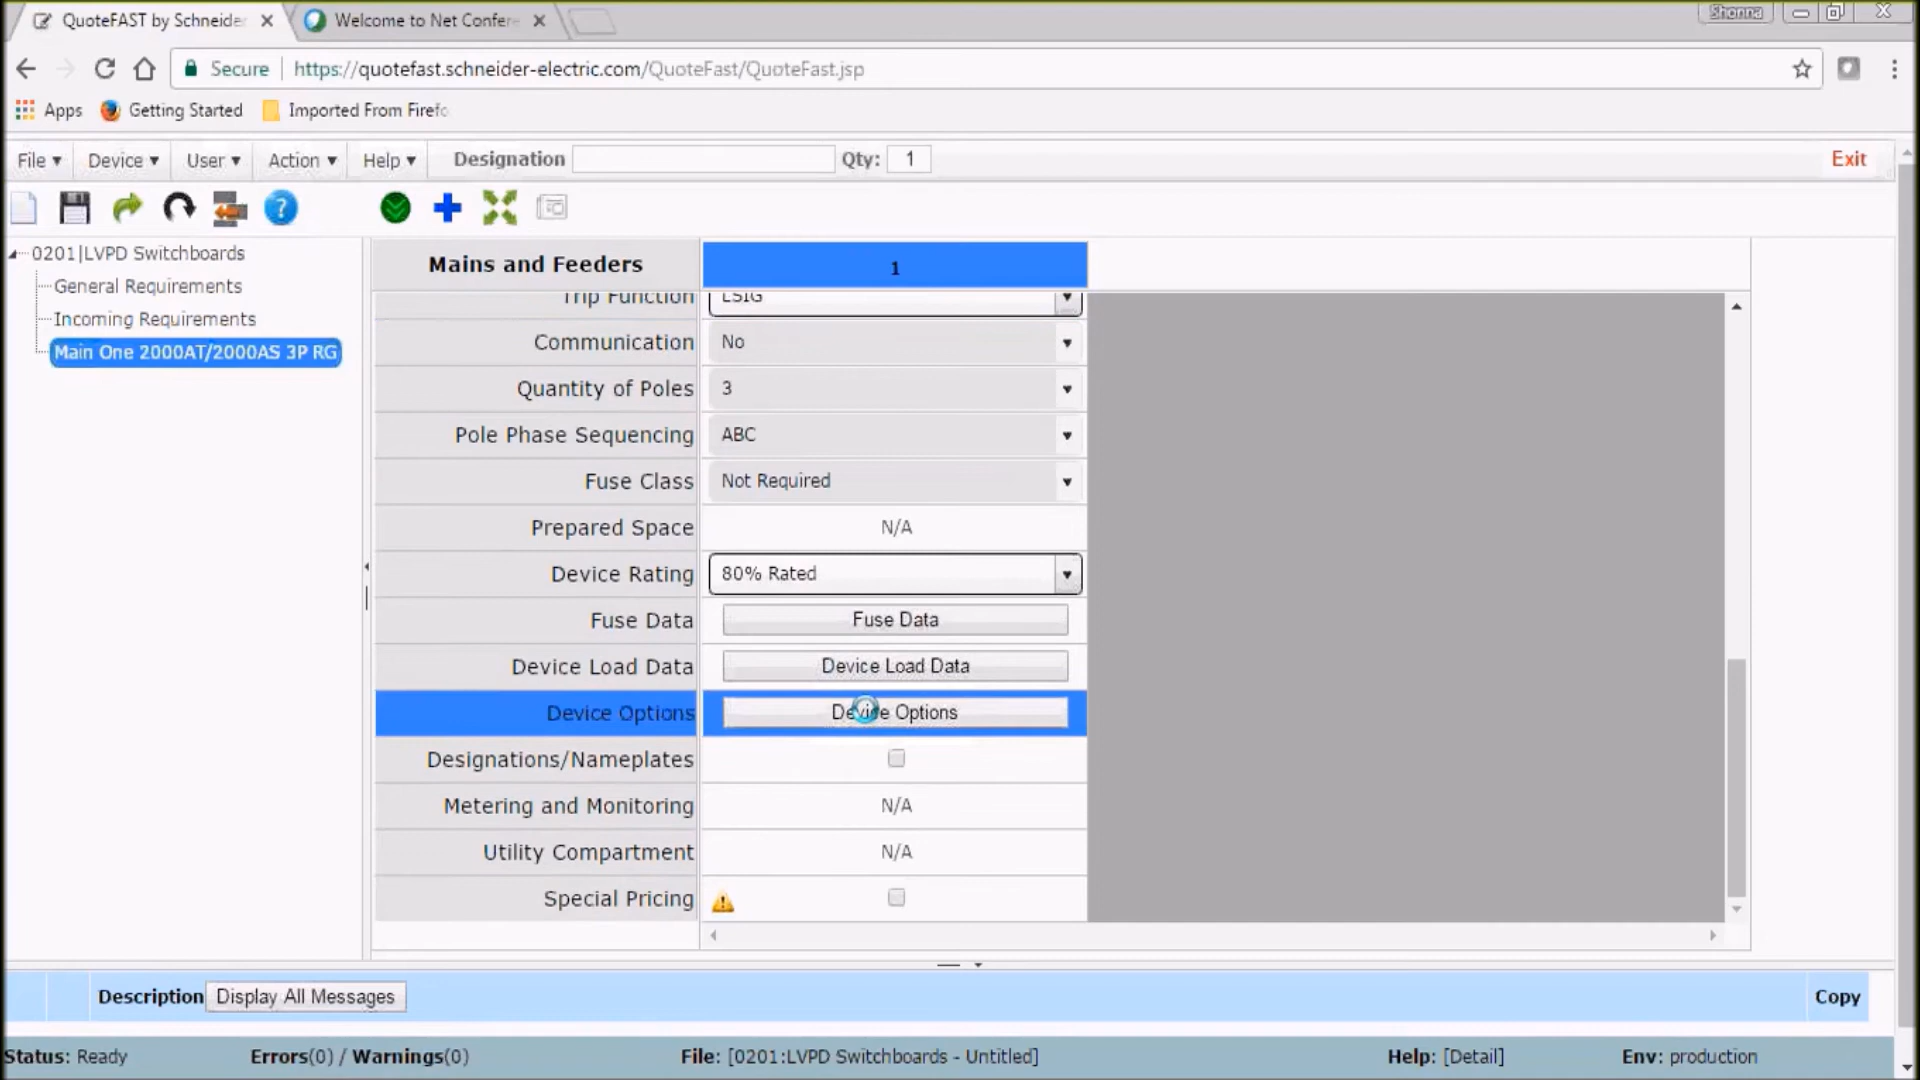 QuoteFAST by Schneider
Welcome to Net Confere
Shonna
Secure
https://quotefast.schneider-electric.com/QuoteFast/QuoteFast.jsp
Apps
Getting Started
Imported From Firefo
File
Device
User
Action
Help
Designation
Qty:
1
Exit
0201|LVPD Switchboards
General Requirements
Incoming Requirements
Main One 2000AT/2000AS 3P RG
Mains and Feeders
1
Trip Function
LSIG
Communication
No
Quantity of Poles
3
Pole Phase Sequencing
ABC
Fuse Class
Not Required
Prepared Space
N/A
Device Rating
80% Rated
Fuse Data
Fuse Data
Device Load Data
Device Load Data
Device Options
Device Options
Designations/Nameplates
Metering and Monitoring
N/A
Utility Compartment
N/A
Special Pricing
Description
Display All Messages
Copy
Status: Ready
Errors(0) / Warnings(0)
File: [0201:LVPD Switchboards - Untitled]
Help: [Detail]
Env: production